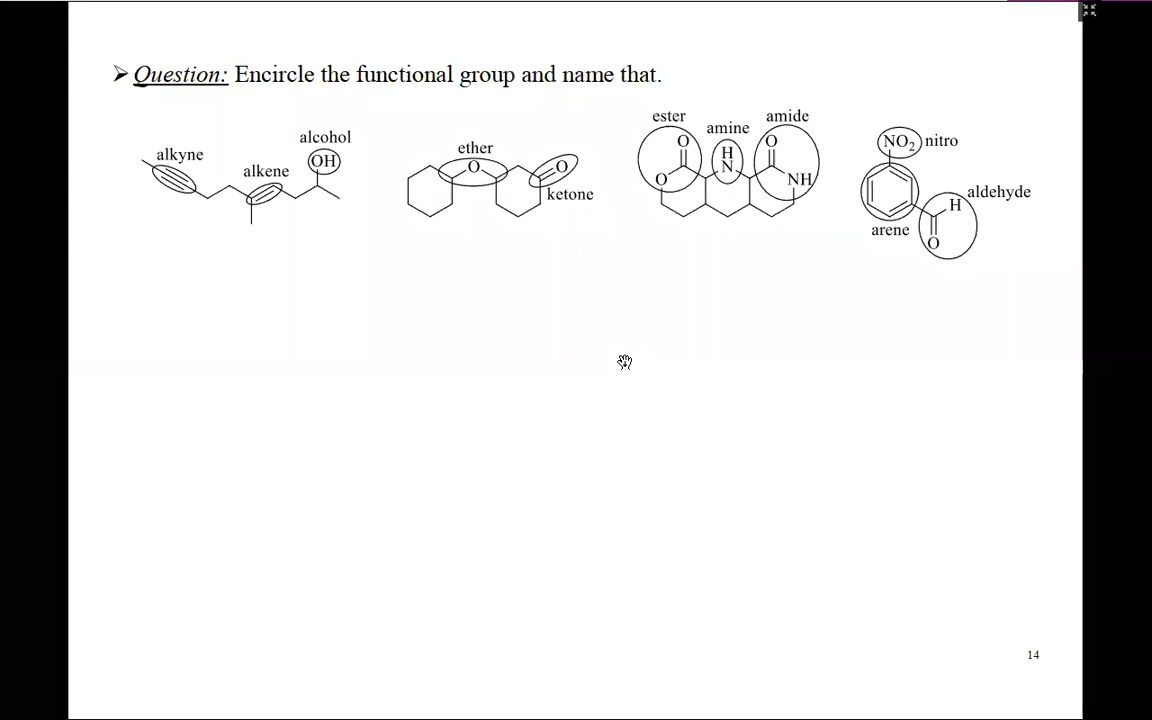 ➢ Question: Encircle the functional group and name that.
alkyne
alkene
alcohol
OH
ether
O
O
ketone
ester
amine
amide
O
H
N
O
O
NH
NO2
nitro
aldehyde
H
arene
O
14